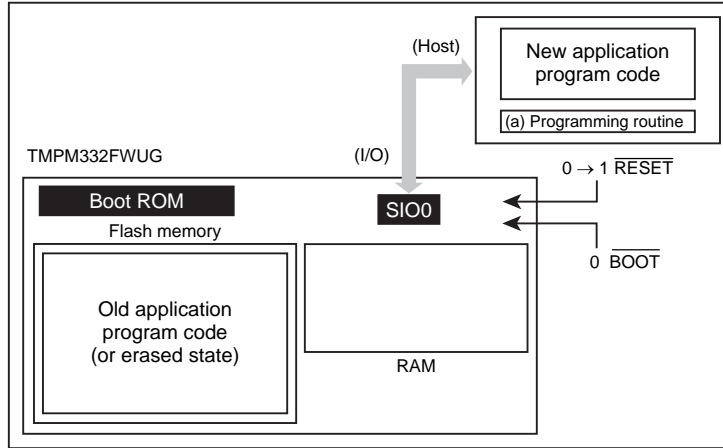 (Host)
New application
program code
(a) Programming routine
(I/O)
TMPM332FWUG
0 → 1 RESET
Boot ROM
SIO0
Flash memory
0 BOOT
Old application
program code
(or erased state)
RAM